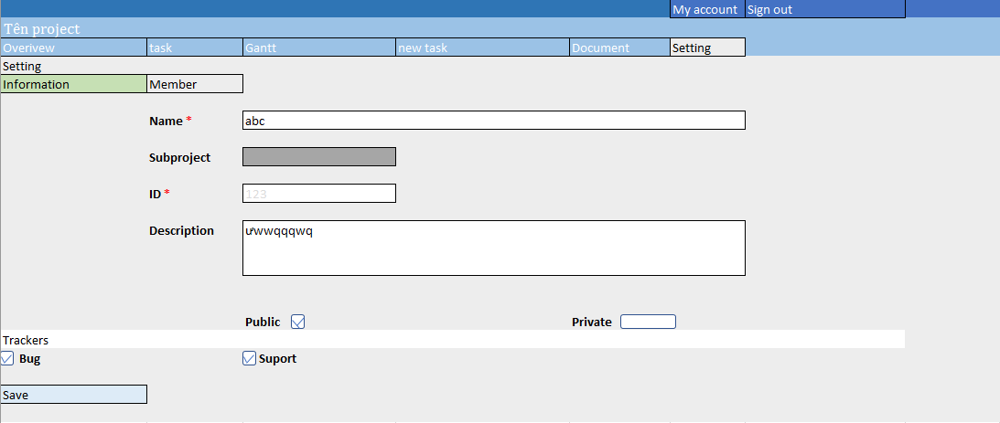 My account Sign out
Tên project
Overivew task Gantt new task Document Setting
Setting
Information Member
Name * abc
Subproject
ID * 123
Description ưwwqqqwq
Public Private
Trackers
Bug Suport
Save